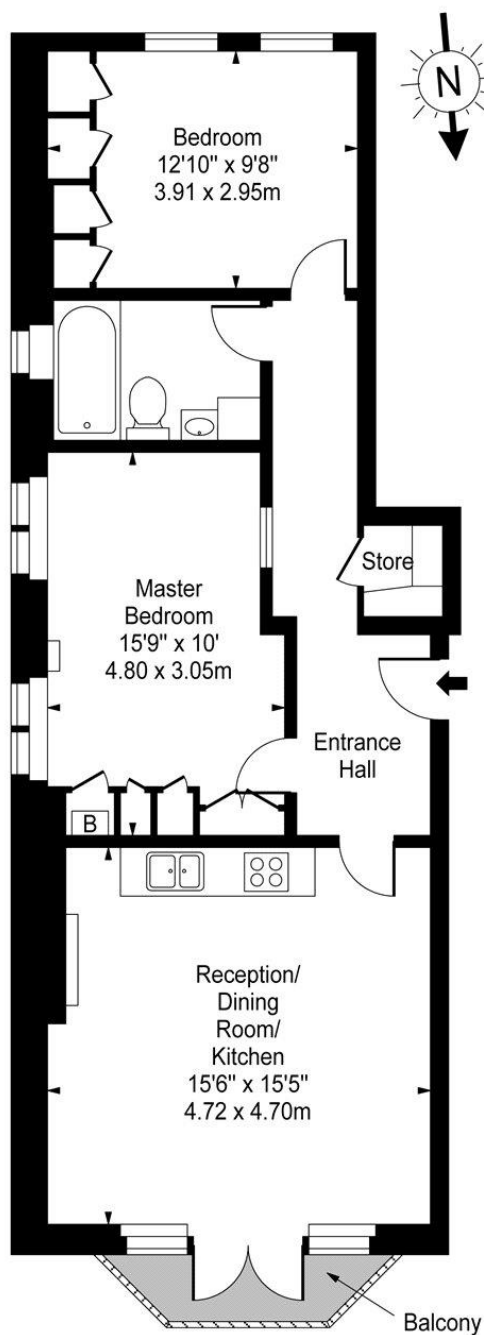 N
Bedroom
12'10" x 9'8"
3.91 x 2.95m
Store
Master
Bedroom
15'9" x 10'
4.80 x 3.05m
Entrance
Hall
B
Reception/
Dining
Room/
Kitchen
15'6" x 15'5"
4.72 x 4.70m
Balcony